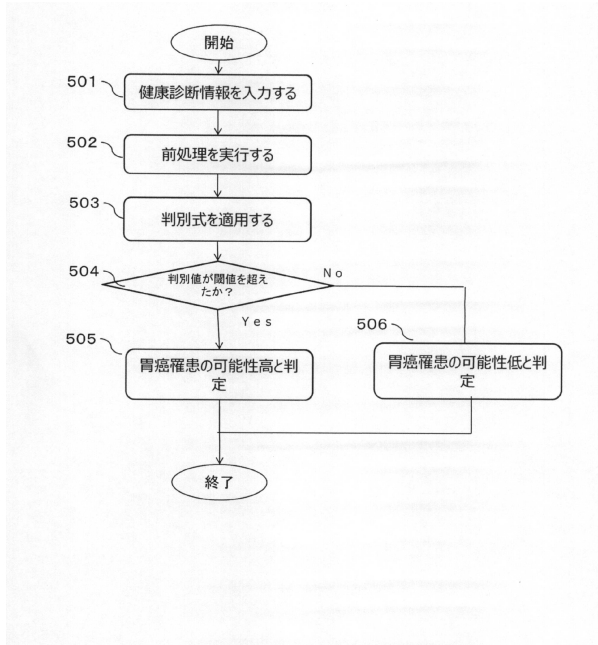 開始
501
健康診断情報を入力する
502
前処理を実行する
503
判別式を適用する
504
判別値が閾値を超え
たか？
No
Yes
505
胃癌罹患の可能性高と判
定
506
胃癌罹患の可能性低と判
定
終了